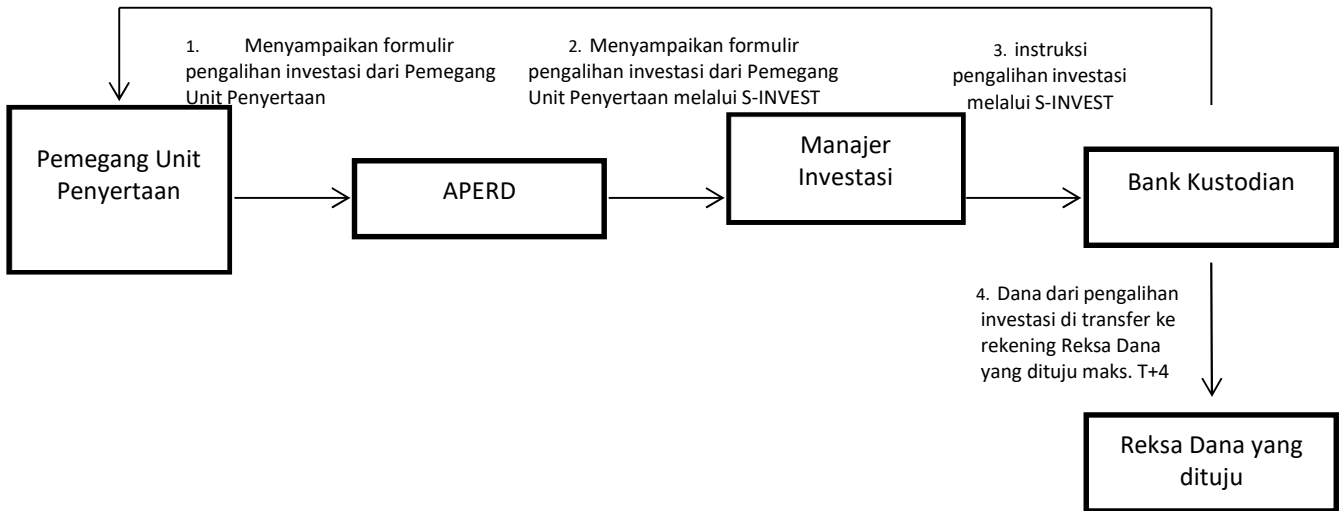 1. Menyampaikan formulir
pengalihan investasi dari Pemegang
Unit Penyertaan
2. Menyampaikan formulir
pengalihan investasi dari Pemegang
Unit Penyertaan melalui S-INVEST
3. instruksi
pengalihan investasi
melalui S-INVEST
Pemegang Unit
Penyertaan
APERD
Manajer
Investasi
Bank Kustodian
4. Dana dari pengalihan
investasi di transfer ke
rekening Reksa Dana
yang dituju maks. T+4
Reksa Dana yang
dituju